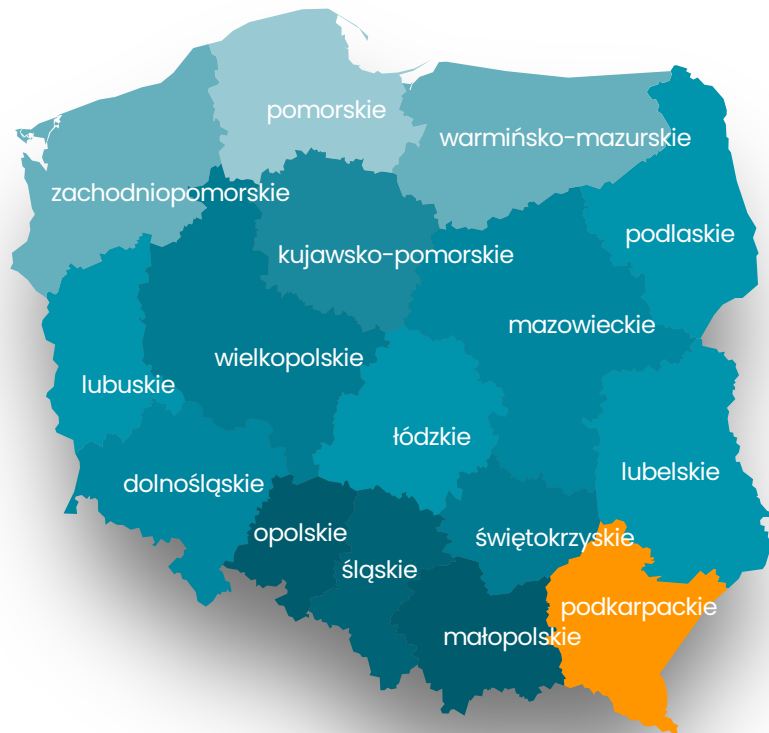 pomorskie
warmińsko-mazurskie
zachodniopomorskie
podlaskie
kujawsko-pomorskie
mazowieckie
wielkopolskie
lubuskie
łódzkie
lubelskie
dolnośląskie
opolskie
świętokrzyskie
śląskie
podkarpackie
małopolskie